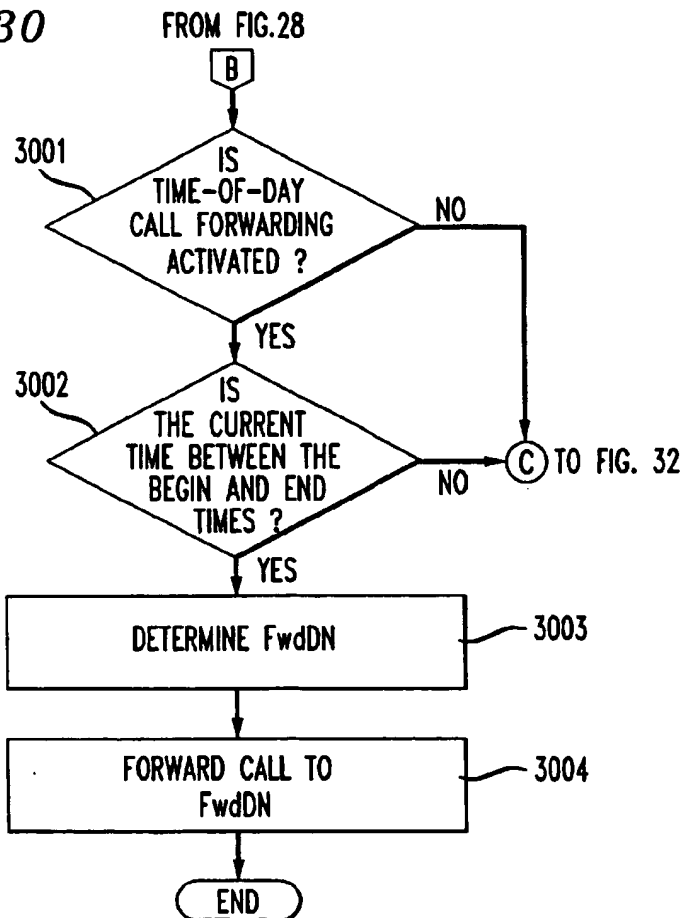 30
FROM FIG.28
B
3001
IS
TIME-OF-DAY
CALL FORWARDING
ACTIVATED ?
NO
YES
3002
IS
THE CURRENT
TIME BETWEEN THE
BEGIN AND END
TIMES ?
NO
C TO FIG. 32
YES
DETERMINE FwdDN
3003
FORWARD CALL TO
FwdDN
3004
END